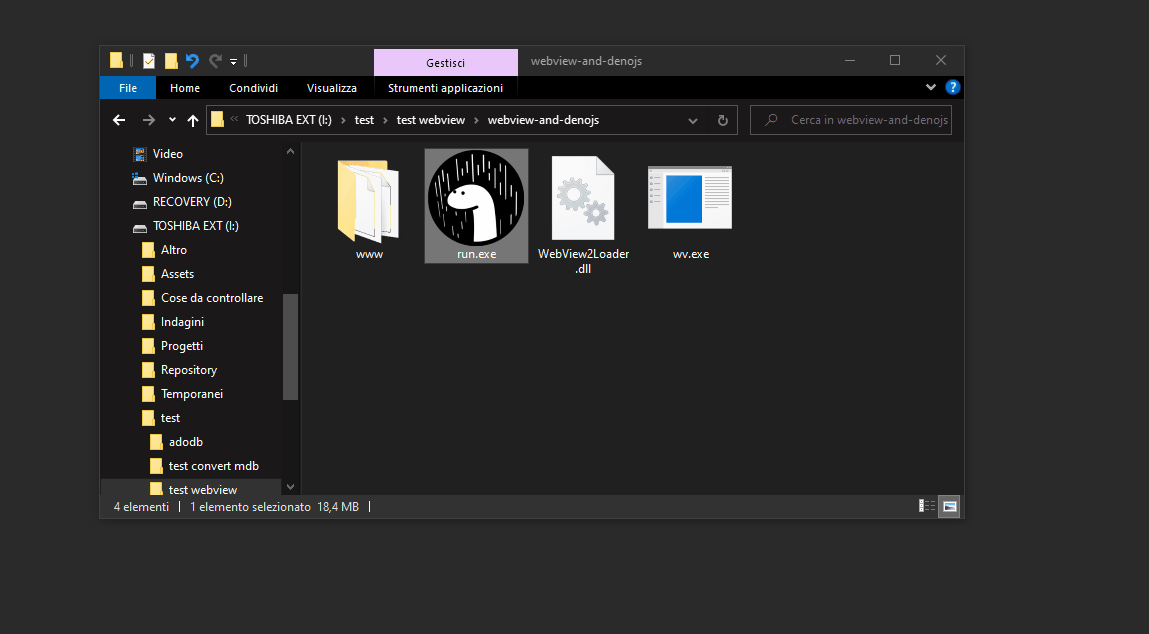 Gestisci
webview-and-denojs
File
Home
Condividi
Visualizza
Strumenti applicazioni
?
« TOSHIBA EXT (I:) › test › test webview › webview-and-denojs
Cerca in webview-and-denojs
Video
Windows (C:)
RECOVERY (D:)
TOSHIBA EXT (I:)
Altro
Assets
Cose da controllare
Indagini
Progetti
Repository
Temporanei
test
adodb
test convert mdb
test webview
www
run.exe
WebView2Loader
.dll
wv.exe
4 elementi
1 elemento selezionato 18,4 MB